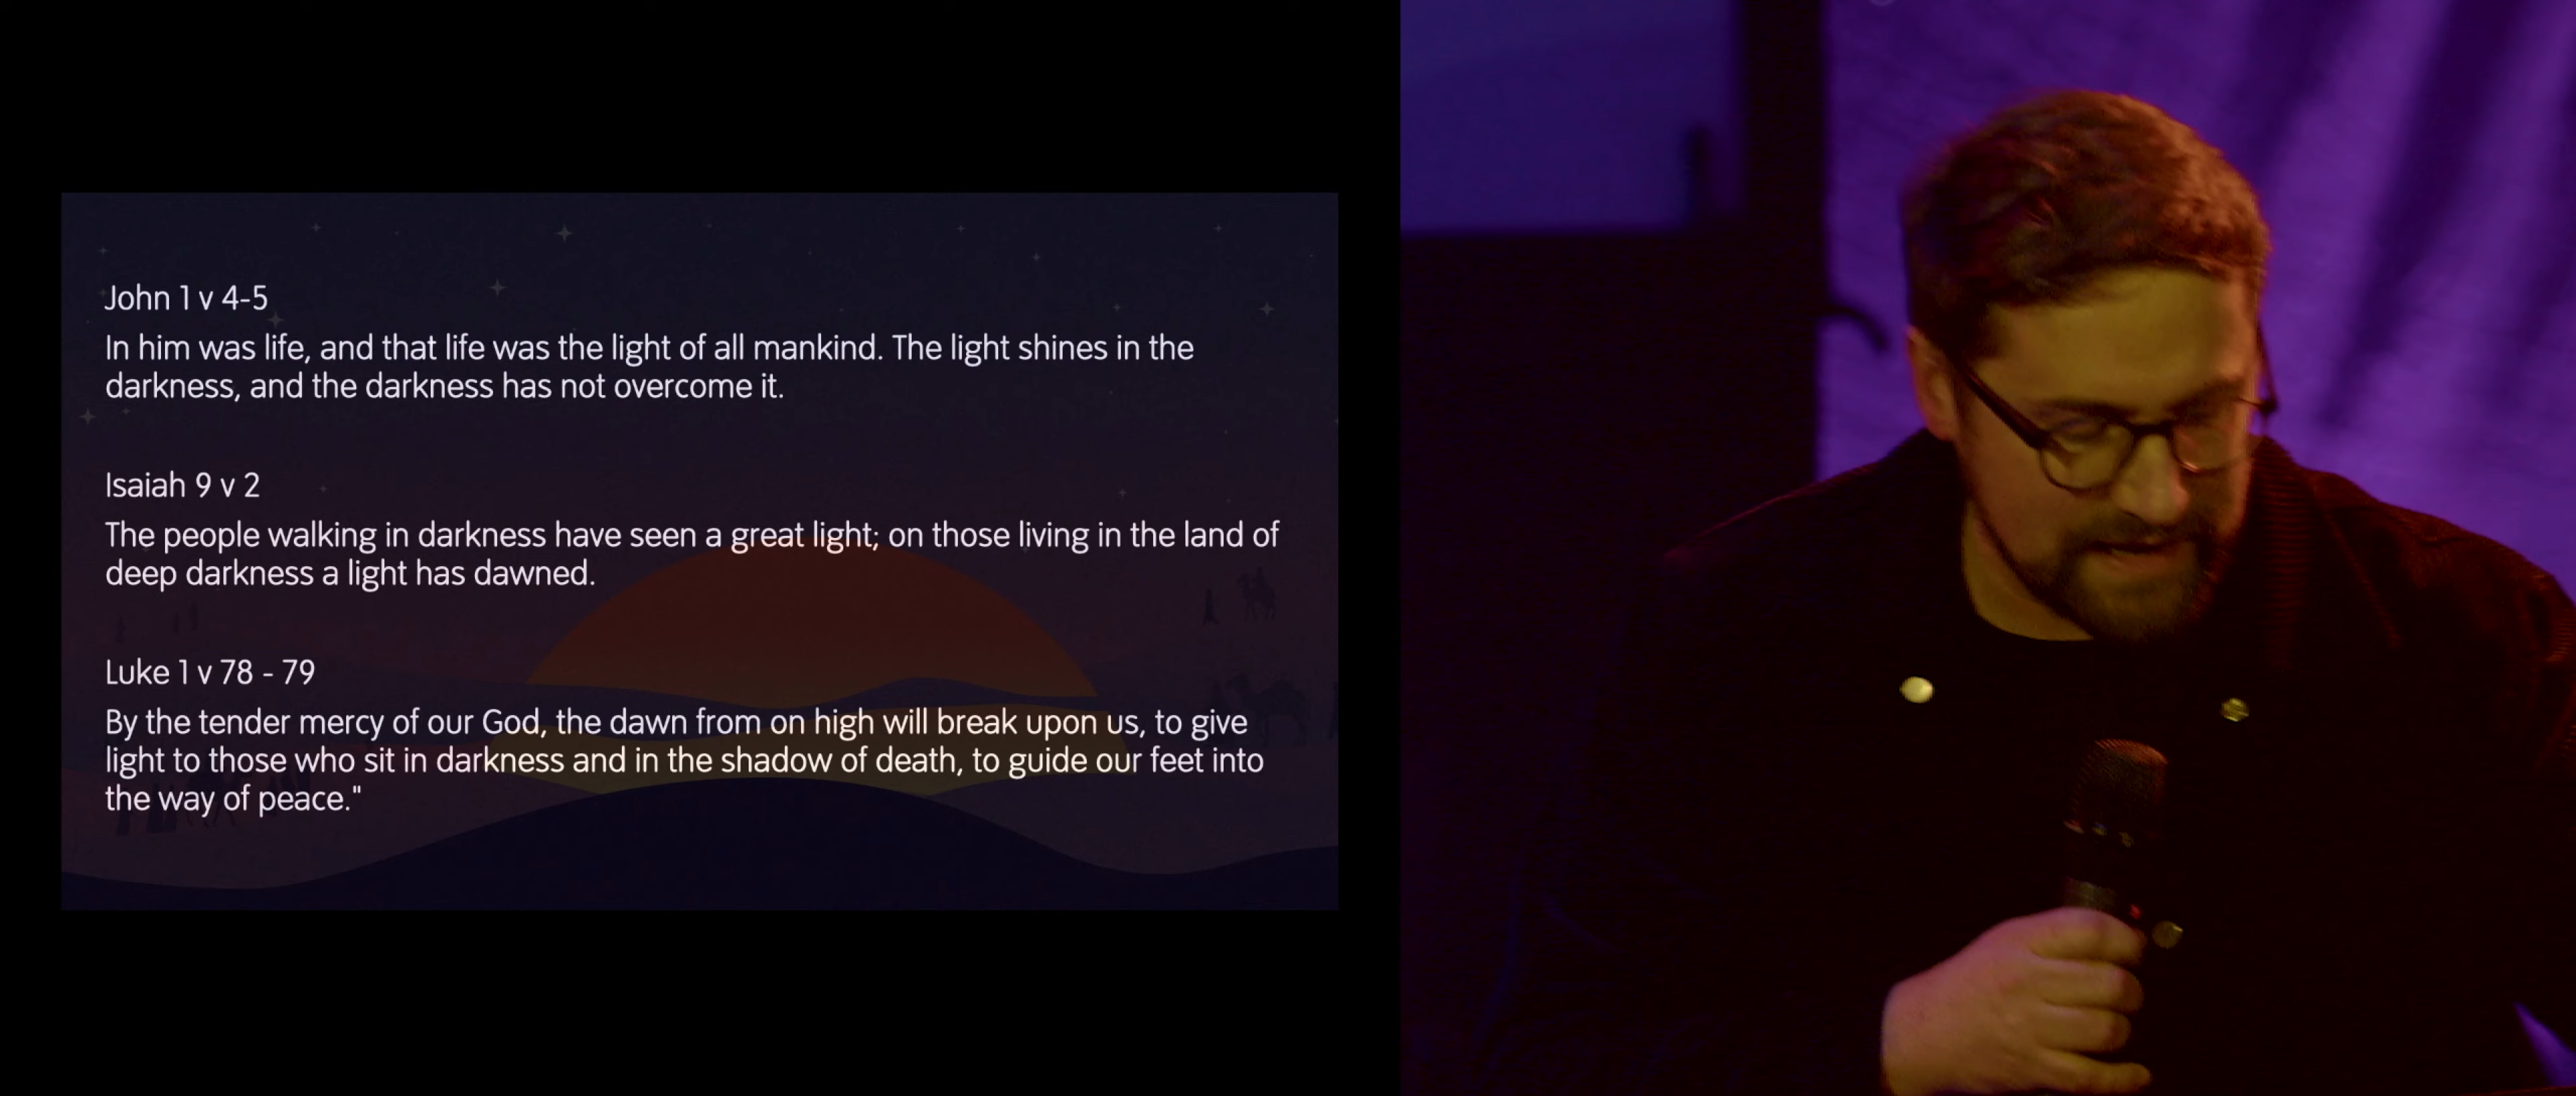 John 1 v 4-5
In him was life, and that life was the light of all mankind. The light shines in the
darkness, and the darkness has not overcome it.
Isaiah 9 v 2
The people walking in darkness have seen a great light; on those living in the land of
deep darkness a light has dawned.
Luke 1 v 78 - 79
By the tender mercy of our God, the dawn from on high will break upon us, to give
light to those who sit in darkness and in the shadow of death, to guide our feet into
the way of peace."